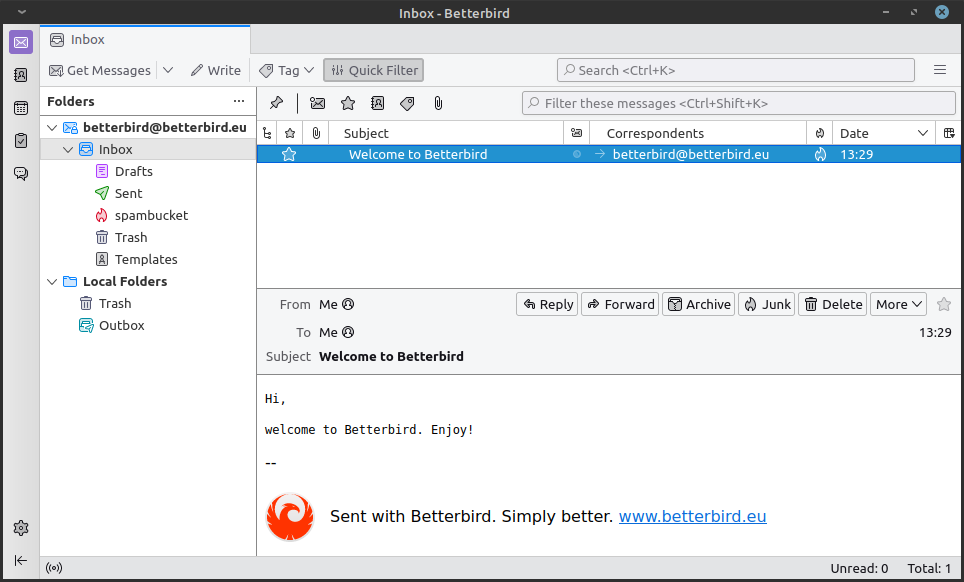 Inbox - Betterbird
Inbox
Get Messages Write Tag Quick Filter Search <Ctrl+K>
Folders ...
Filter these messages <Ctrl+Shift+K>
betterbird@betterbird.eu
Inbox
Drafts
Sent
spambucket
Trash
Templates
Local Folders
Trash
Outbox
Subject Correspondents Date
Welcome to Betterbird betterbird@betterbird.eu 13:29
From Me Reply Forward Archive Junk Delete More
To Me 13:29
Subject Welcome to Betterbird
Hi,
welcome to Betterbird. Enjoy!
--
Sent with Betterbird. Simply better. www.betterbird.eu
Unread: 0 Total: 1